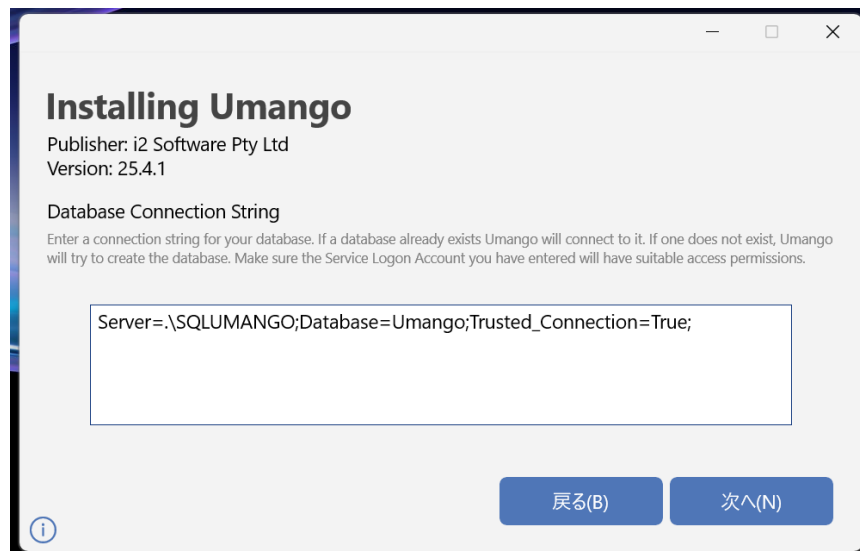 Installing Umango
Publisher: i2 Software Pty Ltd
Version: 25.4.1
Database Connection String
Enter a connection string for your database. If a database already exists Umango will connect to it. If one does not exist, Umango
will try to create the database. Make sure the Service Logon Account you have entered will have suitable access permissions.
Server=.\SQLUMANGO;Database=Umango;Trusted_Connection=True;
戻る(B)
次へ(N)